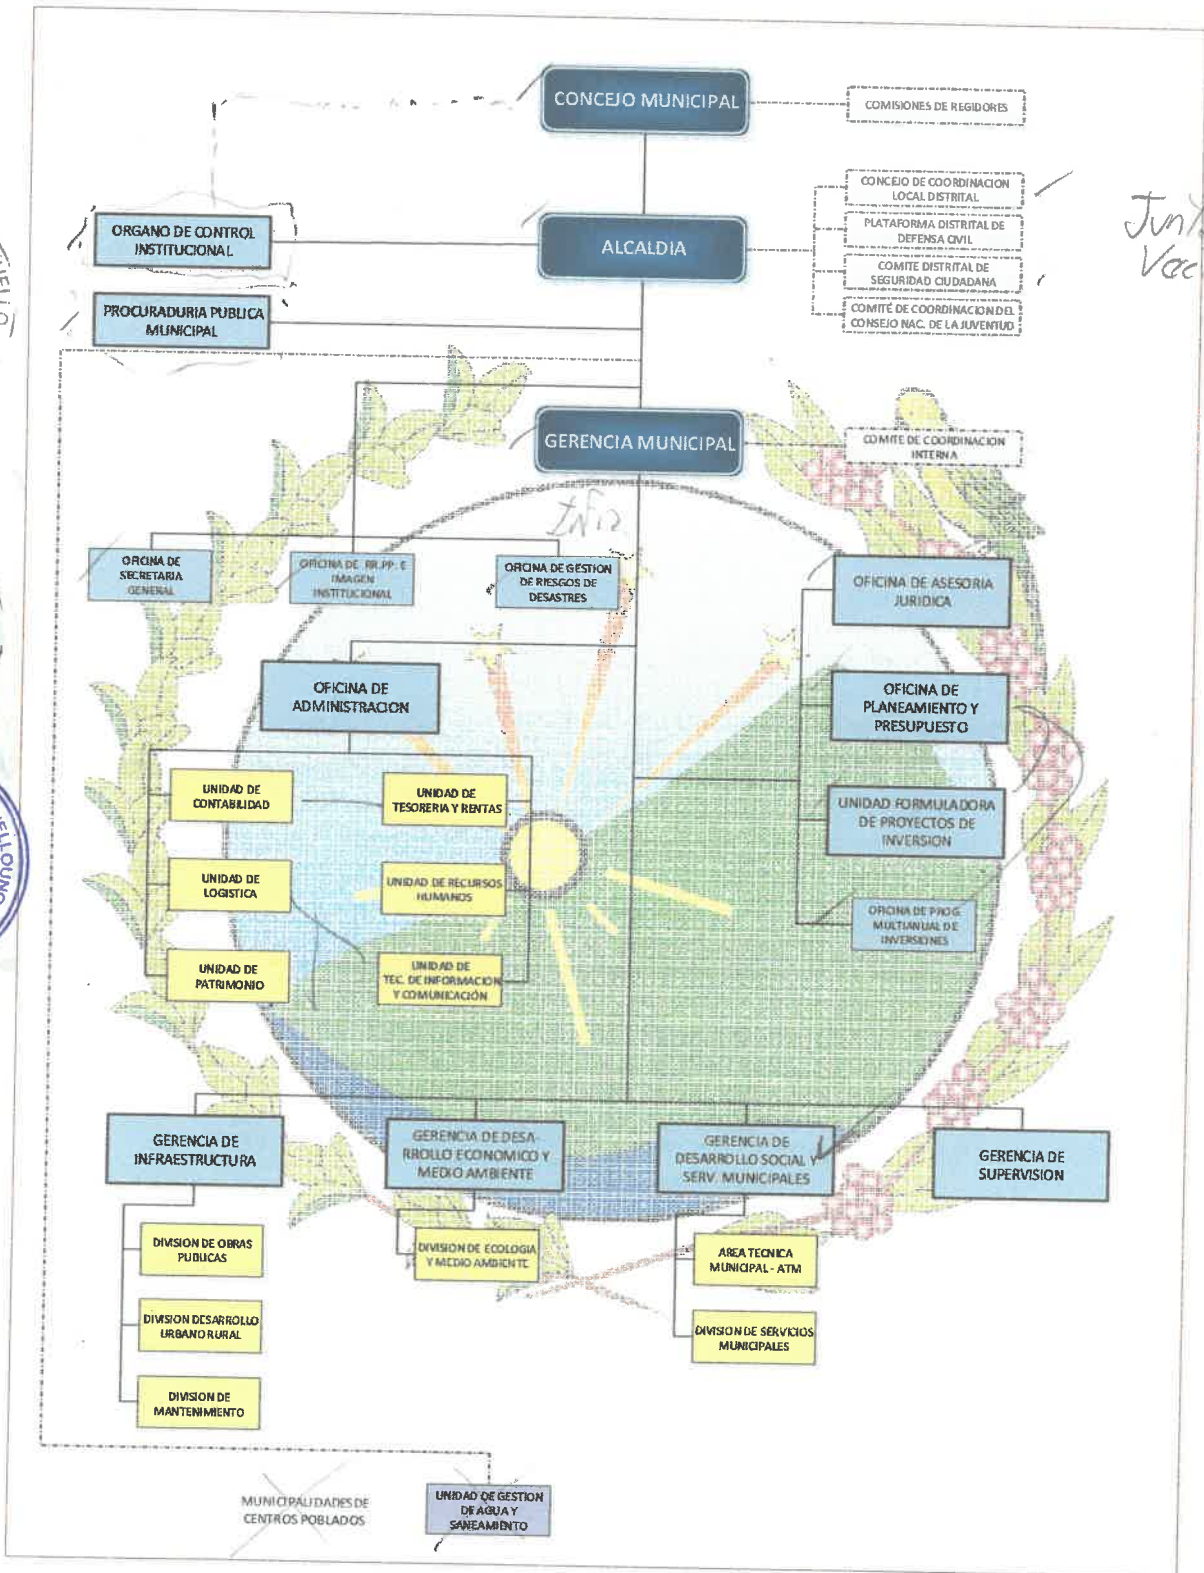 CONCEJO MUNICIPAL
COMISIONES DE REGIDORES
CONCEJO DE COORDINACION
LOCAL DISTRITAL
PLATAFORMA DISTRITAL DE
DEFENSA CIVIL
COMITE DISTRITAL DE
SEGURIDAD CIUDADANA
COMITÉ DE COORDINACION DEL
CONSEJO NAC. DE LA JUVENTUD
ORGANO DE CONTROL
INSTITUCIONAL
ALCALDIA
PROCURADURIA PUBLICA
MUNICIPAL
GERENCIA MUNICIPAL
COMITE DE COORDINACION
INTERNA
OFICINA DE
SECRETARIA
GENERAL
OFICINA DE RR.PP. E
IMAGEN
INSTITUCIONAL
OFICINA DE GESTION
DE RIESGOS DE
DESASTRES
OFICINA DE ASESORIA
JURIDICA
OFICINA DE
ADMINISTRACION
OFICINA DE
PLANEAMIENTO Y
PRESUPUESTO
UNIDAD DE
CONTABILIDAD
UNIDAD DE
TESORERIA Y RENTAS
UNIDAD FORMULADORA
DE PROYECTOS DE
INVERSION
UNIDAD DE
LOGISTICA
UNIDAD DE RECURSOS
HUMANOS
OFICINA DE PROG.
MULTIANUAL DE
INVERSIONES
UNIDAD DE
PATRIMONIO
UNIDAD DE
TEC. DE INFORMACION
Y COMUNICACIÓN
GERENCIA DE
INFRAESTRUCTURA
GERENCIA DE DESA-
RROLLO ECONOMICO Y
MEDIO AMBIENTE
GERENCIA DE
DESARROLLO SOCIAL Y
SERV. MUNICIPALES
GERENCIA DE
SUPERVISION
DIVISION DE OBRAS
PUBLICAS
DIVISION DE ECOLOGIA
Y MEDIO AMBIENTE
AREA TECNICA
MUNICIPAL - ATM
DIVISION DESARROLLO
URBANO RURAL
DIVISION DE SERVICIOS
MUNICIPALES
DIVISION DE
MANTENIMIENTO
MUNICIPALIDADES DE
CENTROS POBLADOS
UNIDAD DE GESTION
DE AGUA Y
SANEAMIENTO